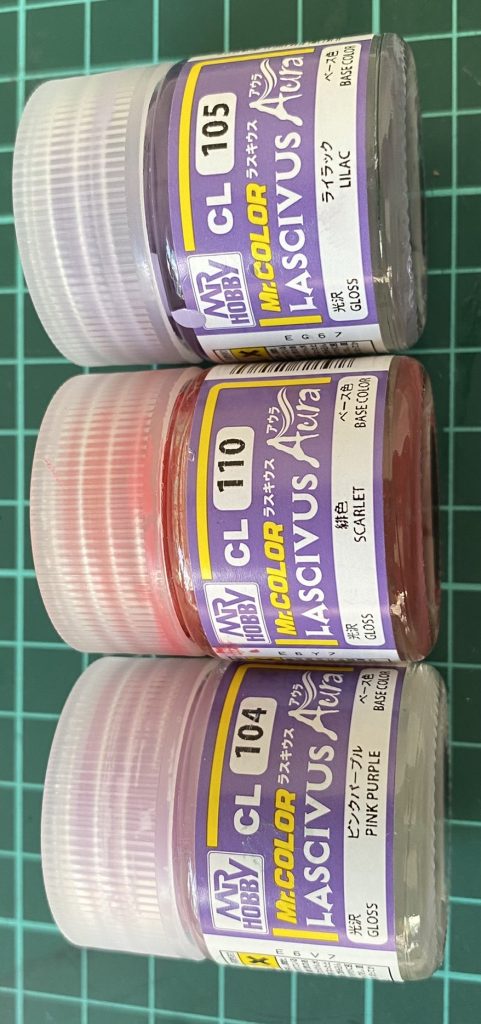 MR
HOBBY
CL 105
Mr.COLOR ラスキウス アウラ
LASCIVUS Aura
ライラック
LILAC
ベース色
BASE COLOR
光沢
GLOSS
EG67
MR
HOBBY
CL 110
Mr.COLOR ラスキウス アウラ
LASCIVUS Aura
緋色
SCARLET
ベース色
BASE COLOR
光沢
GLOSS
MR
HOBBY
CL 104
Mr.COLOR ラスキウス アウラ
LASCIVUS Aura
ピンクパープル
PINK PURPLE
ベース色
BASE COLOR
光沢
GLOSS
E6V7